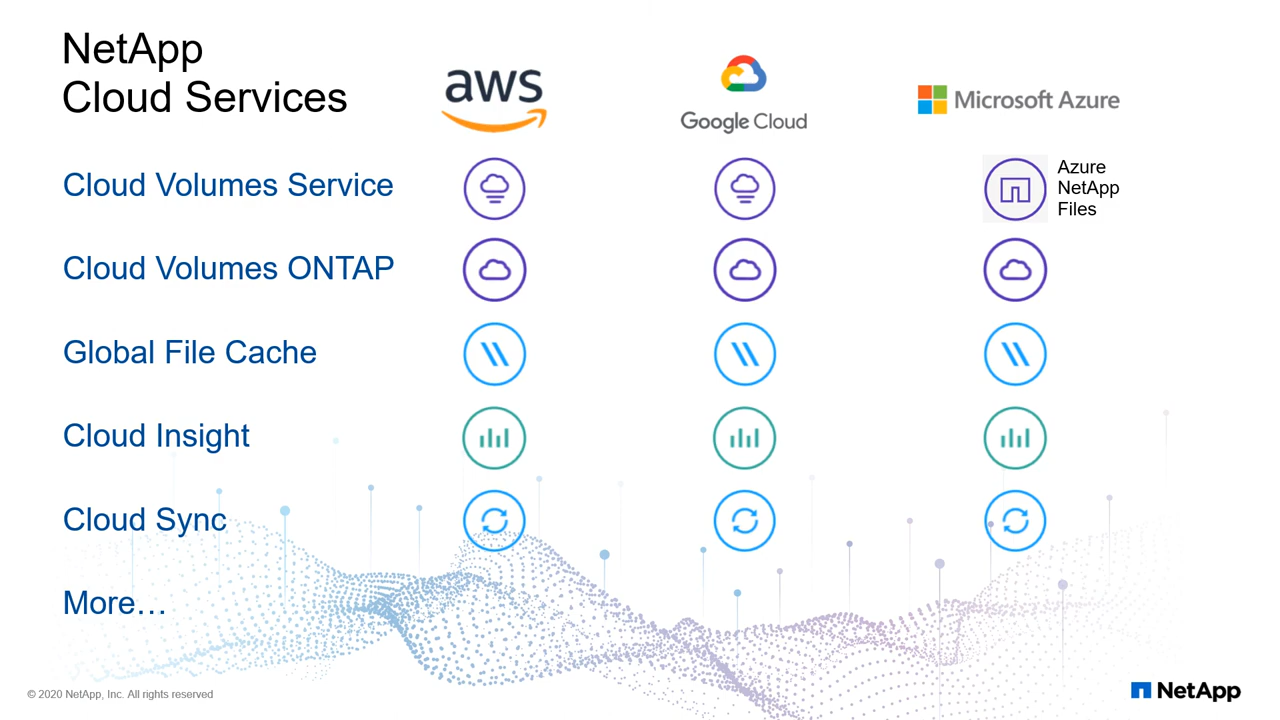 NetApp
Cloud Services
aws
Google Cloud
Microsoft Azure
Cloud Volumes Service
Azure
NetApp
Files
Cloud Volumes ONTAP
Global File Cache
Cloud Insight
Cloud Sync
More...
© 2020 NetApp, Inc. All rights reserved
NetApp